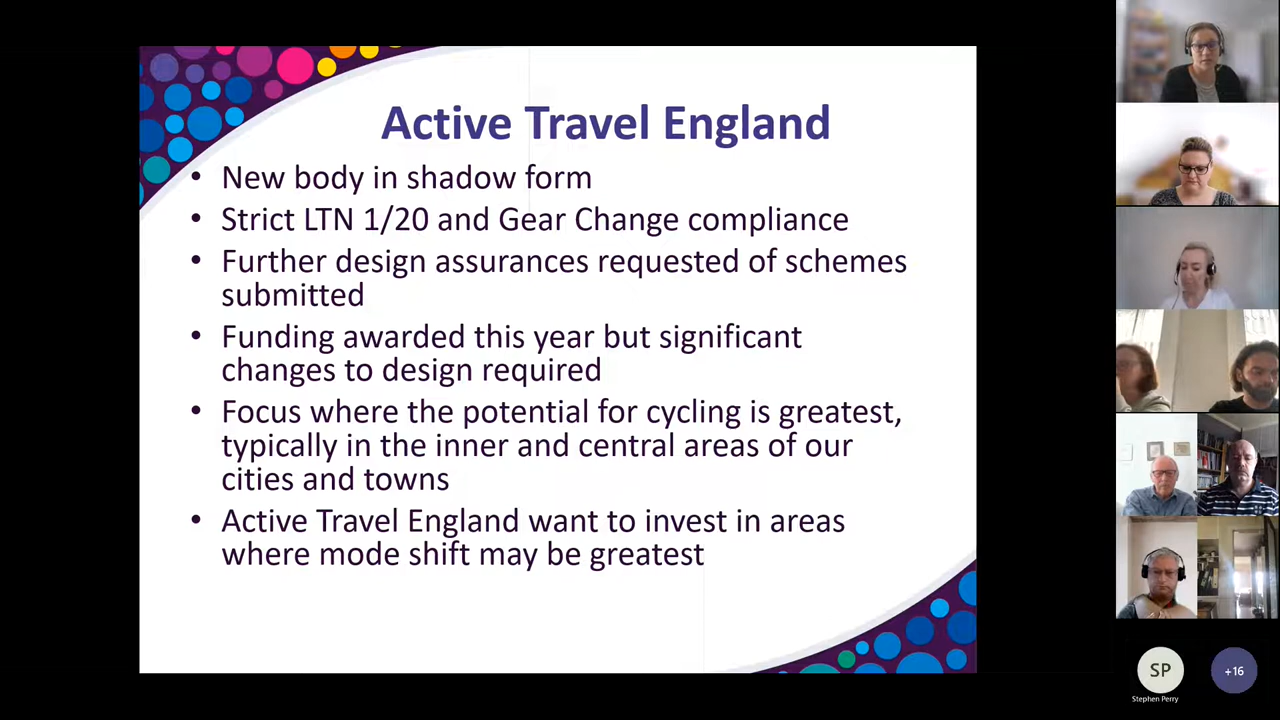 Active Travel England
• New body in shadow form
• Strict LTN 1/20 and Gear Change compliance
• Further design assurances requested of schemes
submitted
• Funding awarded this year but significant
changes to design required
• Focus where the potential for cycling is greatest,
typically in the inner and central areas of our
cities and towns
• Active Travel England want to invest in areas
where mode shift may be greatest
SP
+16
Stephen Perry